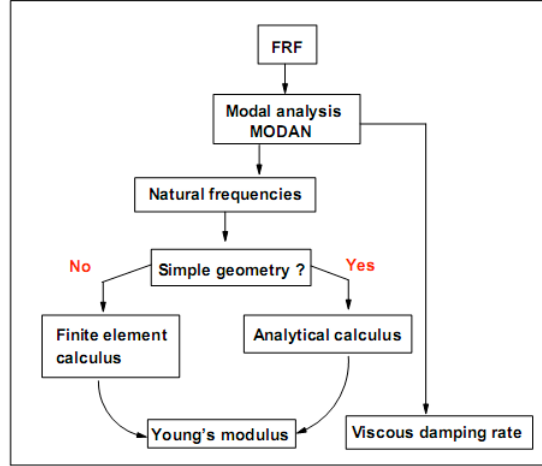 FRF
Modal analysis
MODAN
Natural frequencies
No
Simple geometry ?
Yes
Finite element
calculus
Analytical calculus
Young's modulus
Viscous damping rate